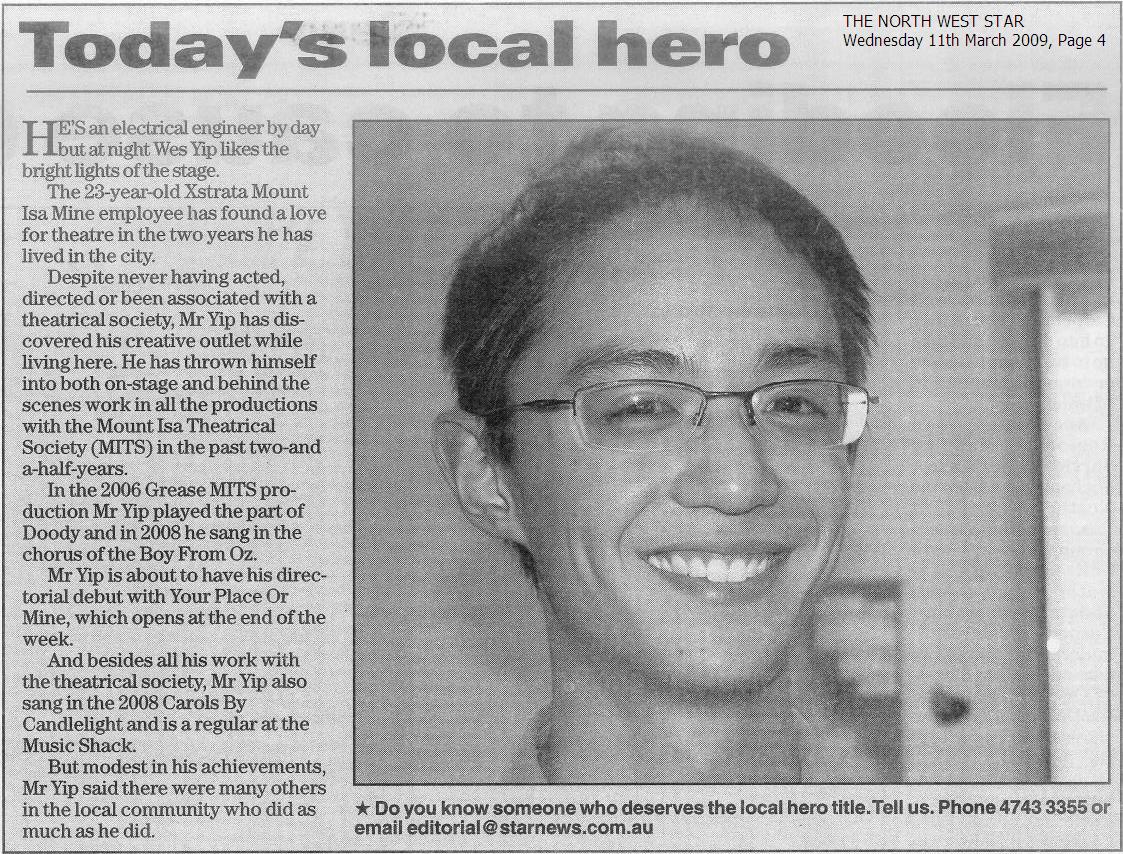 Today's local hero
THE NORTH WEST STAR
Wednesday 11th March 2009, Page 4
HE'S an electrical engineer by day
but at night Wes Yip likes the
bright lights of the stage.
The 23-year-old Xstrata Mount
Isa Mine employee has found a love
for theatre in the two years he has
lived in the city.
Despite never having acted,
directed or been associated with a
theatrical society, Mr Yip has dis-
covered his creative outlet while
living here. He has thrown himself
into both on-stage and behind the
scenes work in all the productions
with the Mount Isa Theatrical
Society (MITS) in the past two-and
a-half-years.
In the 2006 Grease MITS pro-
duction Mr Yip played the part of
Doody and in 2008 he sang in the
chorus of the Boy From Oz.
Mr Yip is about to have his direc-
torial debut with Your Place Or
Mine, which opens at the end of the
week.
And besides all his work with
the theatrical society, Mr Yip also
sang in the 2008 Carols By
Candlelight and is a regular at the
Music Shack.
But modest in his achievements,
Mr Yip said there were many others
in the local community who did as
much as he did.
★ Do you know someone who deserves the local hero title. Tell us. Phone 4743 3355 or
email editorial@starnews.com.au